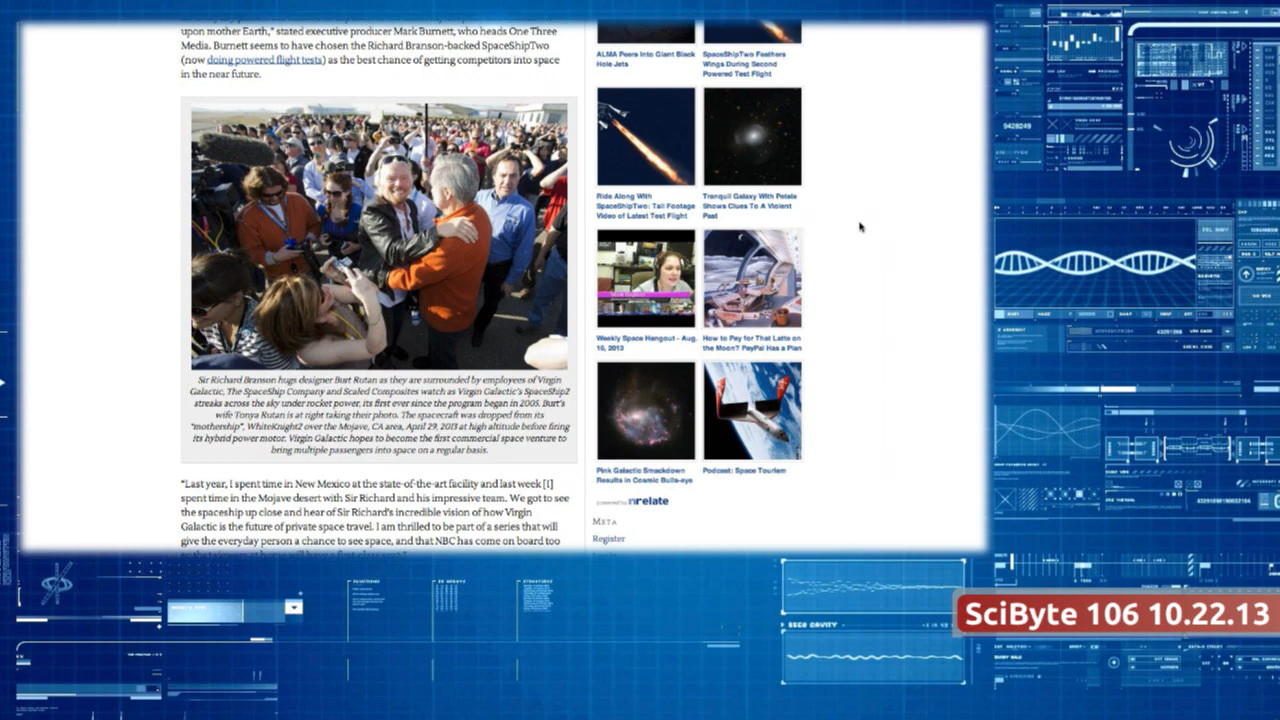 upon mother Earth," stated executive producer Mark Burnett, who heads One Three
Media. Burnett seems to have chosen the Richard Branson-backed SpaceShipTwo
(now doing powered flight tests) as the best chance of getting competitors into space
in the near future.
Sir Richard Branson hugs designer Burt Rutan as they are surrounded by employees of Virgin
Galactic, The SpaceShip Company and Scaled Composites watch as Virgin Galactic's SpaceShip2
streaks across the sky under rocket power, its first ever since the program began in 2005. Burt's
wife Tonya Rutan is at right taking their photo. The spacecraft was dropped from its
"mothership", WhiteKnight2 over the Mojave, CA area, April 29, 2013 at high altitude before firing
its hybrid power motor. Virgin Galactic hopes to become the first commercial space venture to
bring multiple passengers into space on a regular basis.
"Last year, I spent time in New Mexico at the state-of-the-art facility and last week [I]
spent time in the Mojave desert with Sir Richard and his impressive team. We got to see
the spaceship up close and hear of Sir Richard's incredible vision of how Virgin
Galactic is the future of private space travel. I am thrilled to be part of a series that will
give the everyday person a chance to see space, and that NBC has come on board too
ALMA Peers Into Giant Black
Hole Jets
SpaceShipTwo Feathers
Wings During Second
Powered Test Flight
Ride Along With
SpaceShipTwo: Tail Footage
Video of Latest Test Flight
Tranquil Galaxy With Petals
Shows Clues To A Violent
Past
Weekly Space Hangout - Aug.
16, 2013
How to Pay for That Latte on
the Moon? PayPal Has a Plan
Pink Galactic Smackdown
Results in Cosmic Bulls-eye
Podcast: Space Tourism
powered by nrelate
META
Register
9428249
SciByte 106 10.22.13